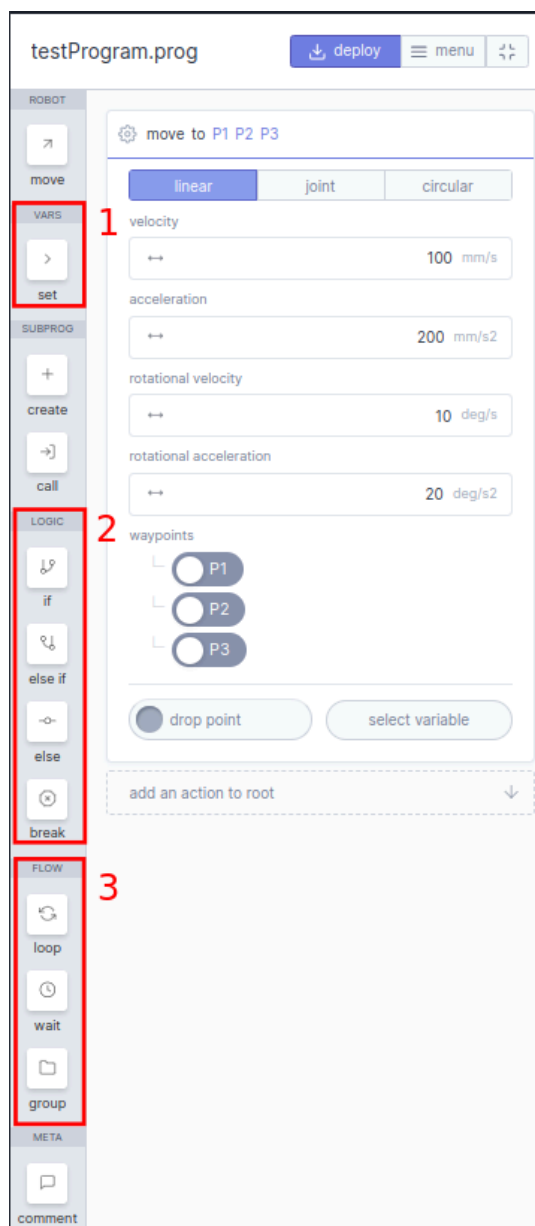 testProgram.prog
deploy
menu
ROBOT
move
VARS
1
set
SUBPROG
create
call
LOGIC
2
if
else if
else
break
FLOW
3
loop
wait
group
META
comment
move to P1 P2 P3
linear joint circular
velocity
100 mm/s
acceleration
200 mm/s2
rotational velocity
10 deg/s
rotational acceleration
20 deg/s2
waypoints
P1
P2
P3
drop point select variable
add an action to root